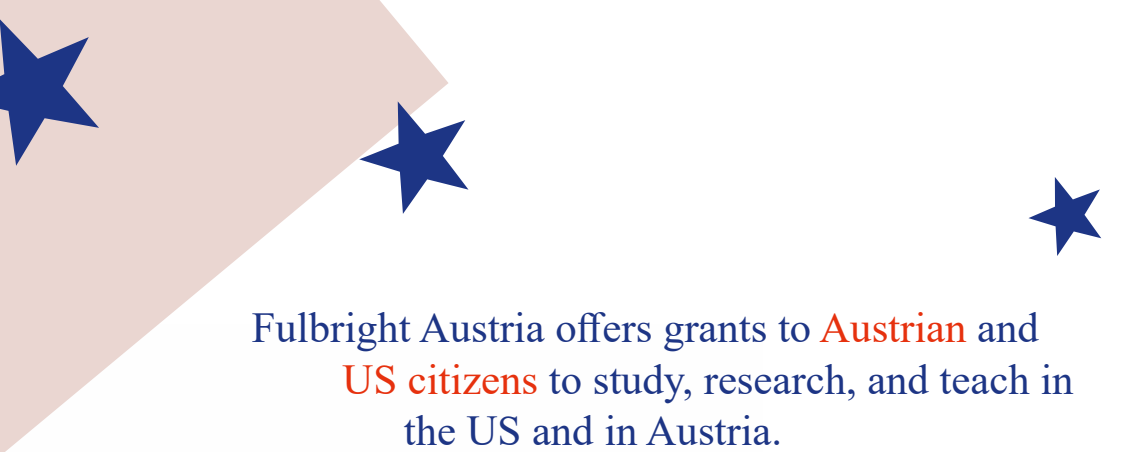 Fulbright Austria offers grants to Austrian and
US citizens to study, research, and teach in
the US and in Austria.